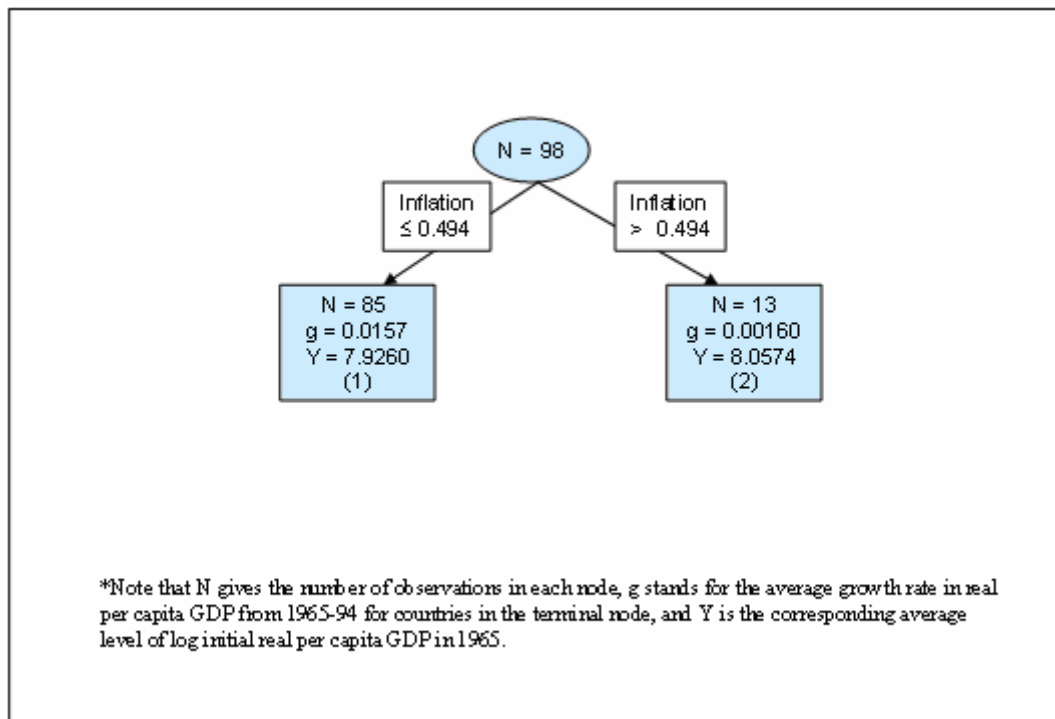 N = 98
Inflation
≤ 0.494
Inflation
> 0.494
N = 85
g = 0.0157
Y = 7.9260
(1)
N = 13
g = 0.00160
Y = 8.0574
(2)
*Note that N gives the number of observations in each node, g stands for the average growth rate in real
per capita GDP from 1965-94 for countries in the terminal node, and Y is the corresponding average
level of log initial real per capita GDP in 1965.